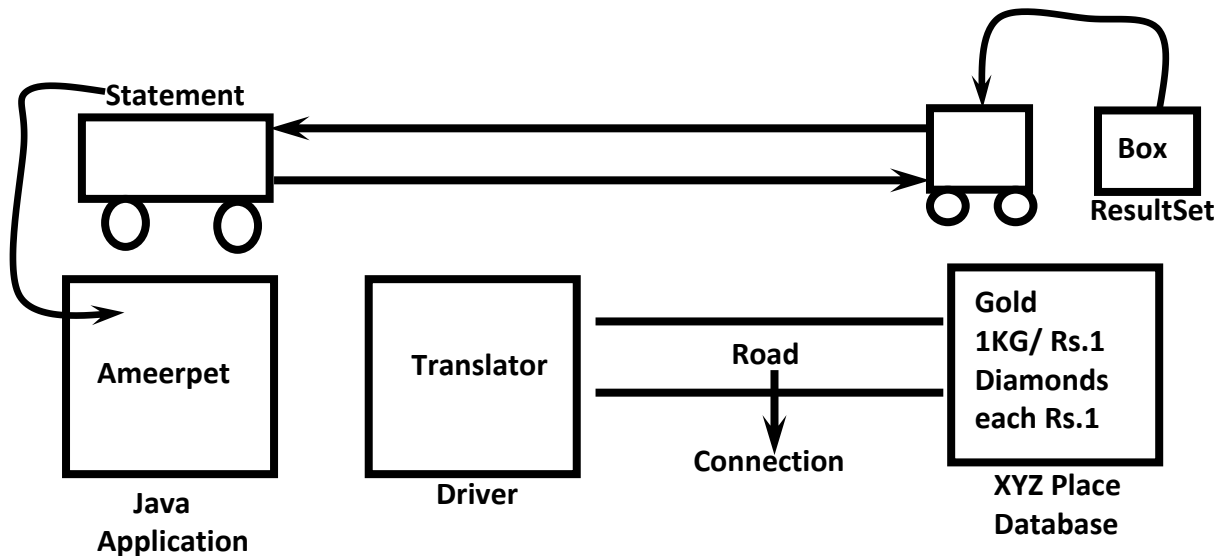 Statement
Box
ResultSet
Ameerpet
Java
Application
Translator
Driver
Road
Connection
Gold
1KG/ Rs.1
Diamonds
each Rs.1
XYZ Place
Database